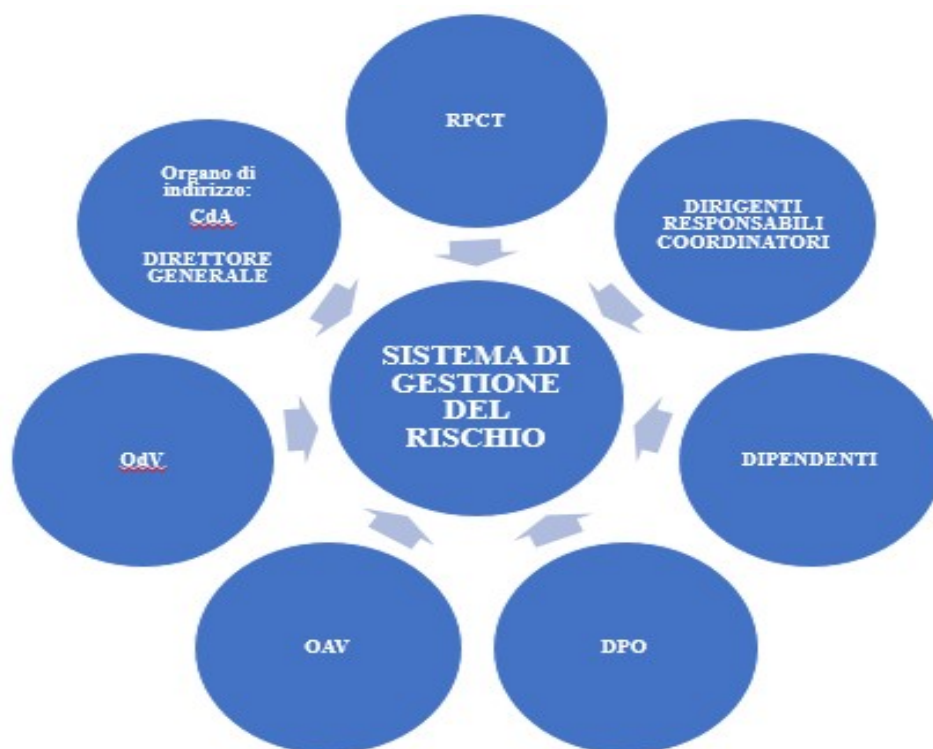 RPCT
Organo di
indirizzo:
CdA
DIRETTORE
GENERALE
DIRIGENTI
RESPONSABILI
COORDINATORI
SISTEMA DI
GESTIONE
DEL
RISCHIO
OdV
DIPENDENTI
OAV
DPO